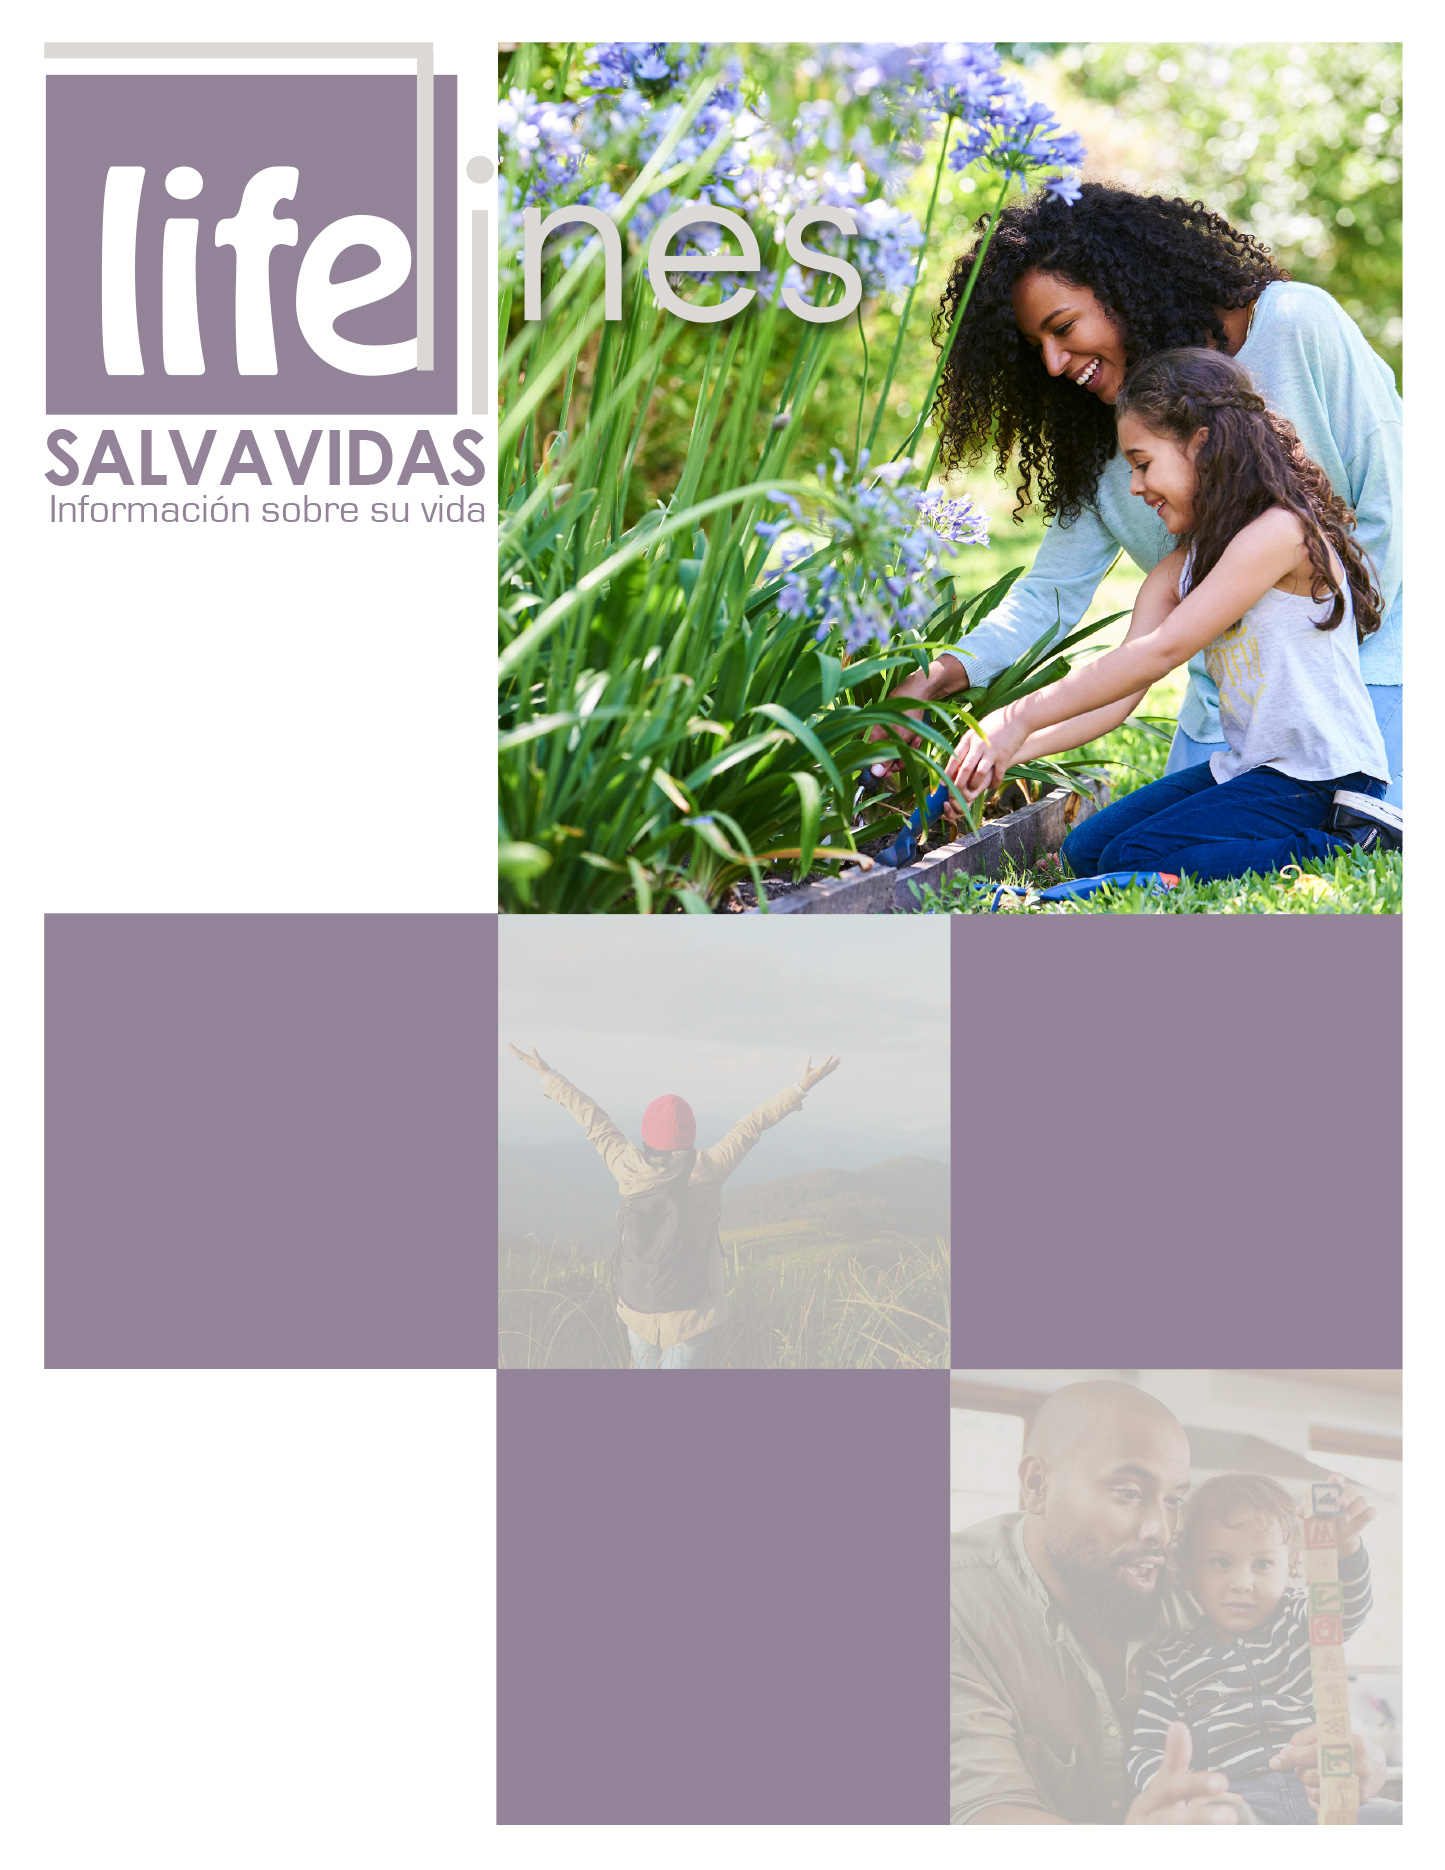 lifelines
SALVAVIDAS
Información sobre su vida